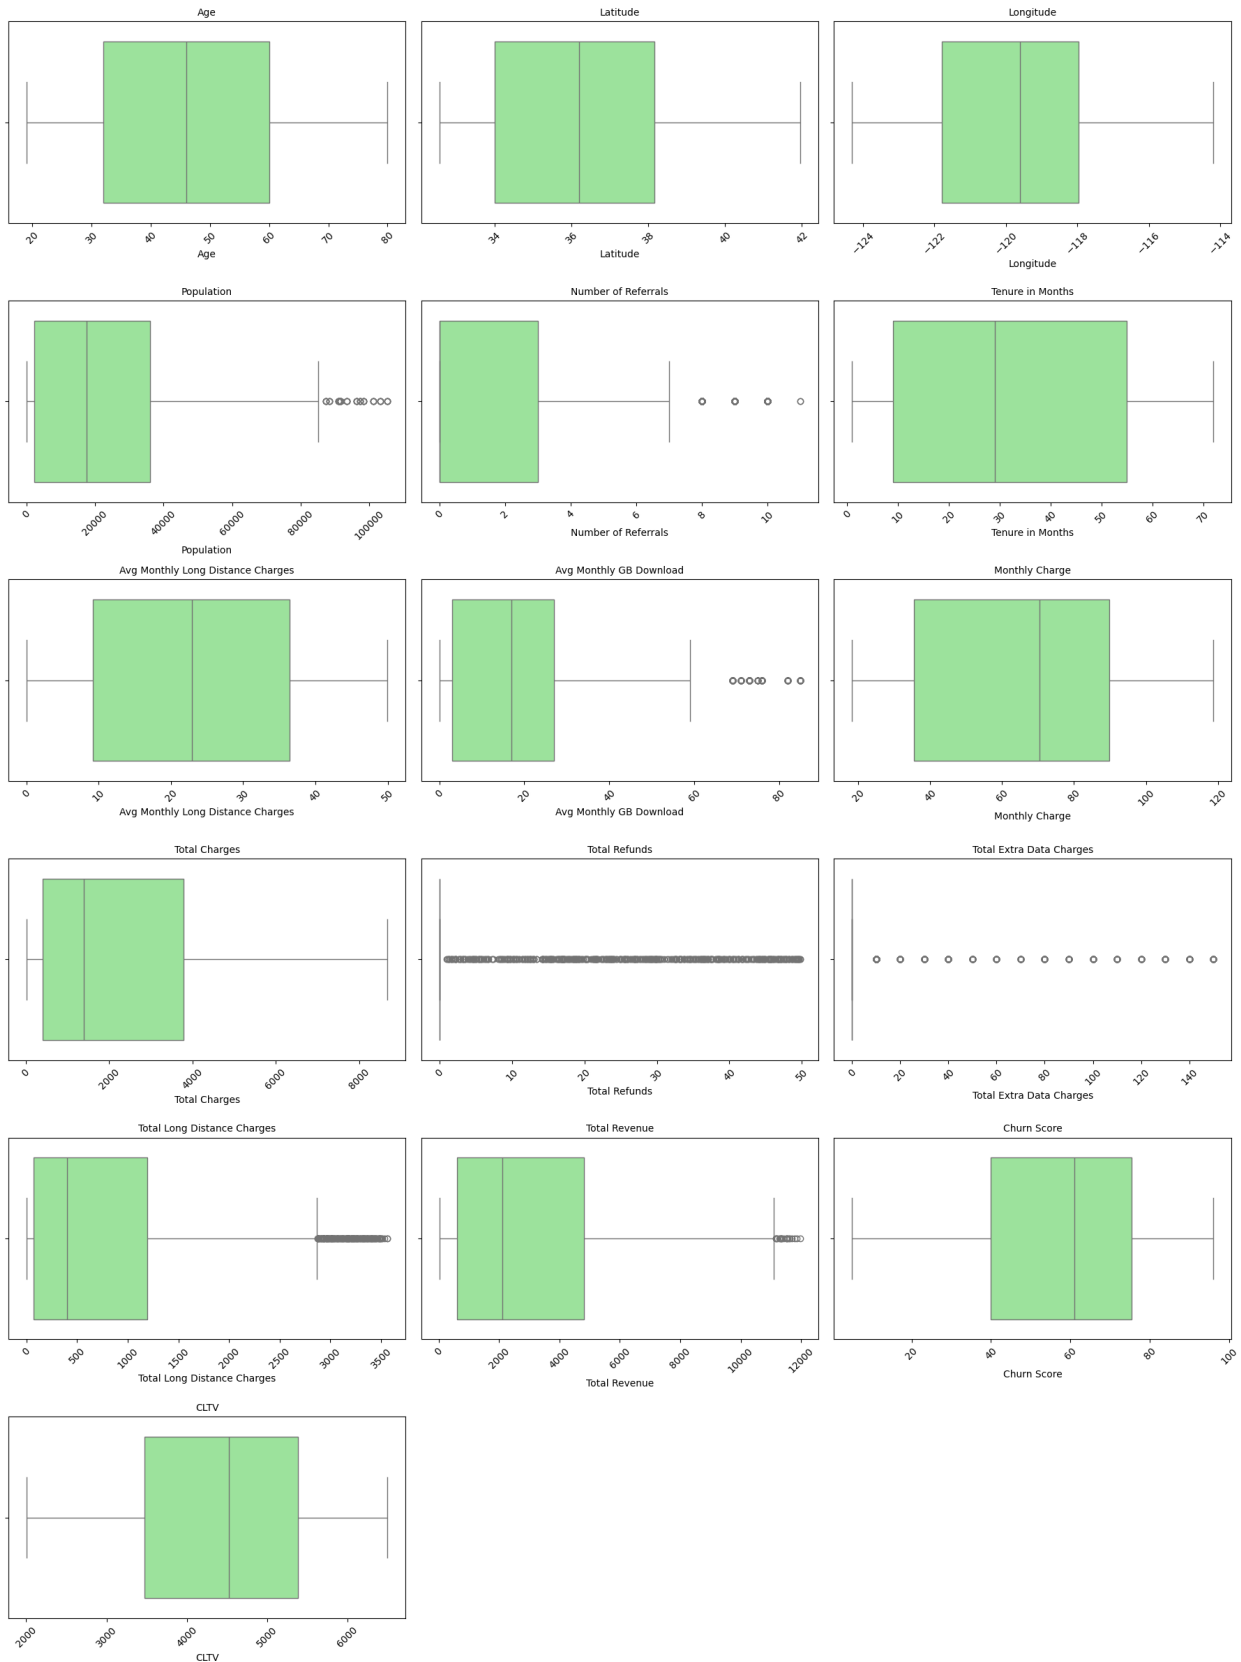 Age
Latitude
Longitude
20 30 40 50 60 70 80
34 36 38 40 42
−124 −122 −120 −118 −116 −114
Age
Latitude
Longitude
Population
Number of Referrals
Tenure in Months
0 20000 40000 60000 80000 100000
0 2 4 6 8 10
0 10 20 30 40 50 60 70
Population
Number of Referrals
Tenure in Months
Avg Monthly Long Distance Charges
Avg Monthly GB Download
Monthly Charge
0 10 20 30 40 50
0 20 40 60 80
20 40 60 80 100 120
Avg Monthly Long Distance Charges
Avg Monthly GB Download
Monthly Charge
Total Charges
Total Refunds
Total Extra Data Charges
0 2000 4000 6000 8000
0 10 20 30 40 50
0 20 40 60 80 100 120 140
Total Charges
Total Refunds
Total Extra Data Charges
Total Long Distance Charges
Total Revenue
Churn Score
0 500 1000 1500 2000 2500 3000 3500
0 2000 4000 6000 8000 10000 12000
20 40 60 80 100
Total Long Distance Charges
Total Revenue
Churn Score
CLTV
2000 3000 4000 5000 6000
CLTV